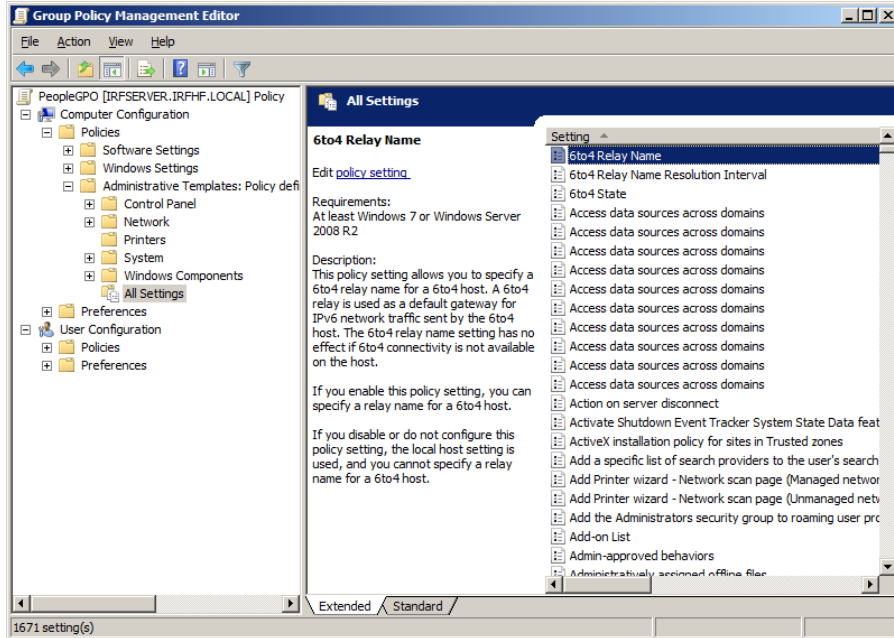 Group Policy Management Editor
File Action View Help
PeopleGPO [IRFSERVER.IRFHF.LOCAL] Policy
Computer Configuration
Policies
Software Settings
Windows Settings
Administrative Templates: Policy defi
Control Panel
Network
Printers
System
Windows Components
All Settings
Preferences
User Configuration
Policies
Preferences
All Settings
6to4 Relay Name
Edit policy setting
Requirements:
At least Windows 7 or Windows Server
2008 R2
Description:
This policy setting allows you to specify a
6to4 relay name for a 6to4 host. A 6to4
relay is used as a default gateway for
IPv6 network traffic sent by the 6to4
host. The 6to4 relay name setting has no
effect if 6to4 connectivity is not available
on the host.
If you enable this policy setting, you can
specify a relay name for a 6to4 host.
If you disable or do not configure this
policy setting, the local host setting is
used, and you cannot specify a relay
name for a 6to4 host.
Setting
6to4 Relay Name
6to4 Relay Name Resolution Interval
6to4 State
Access data sources across domains
Access data sources across domains
Access data sources across domains
Access data sources across domains
Access data sources across domains
Access data sources across domains
Access data sources across domains
Access data sources across domains
Access data sources across domains
Access data sources across domains
Action on server disconnect
Activate Shutdown Event Tracker System State Data feat
ActiveX installation policy for sites in Trusted zones
Add a specific list of search providers to the user's search
Add Printer wizard - Network scan page (Managed networ
Add Printer wizard - Network scan page (Unmanaged netw
Add the Administrators security group to roaming user pro
Add-on List
Admin-approved behaviors
Administratively assigned offline files
Extended Standard
1671 setting(s)